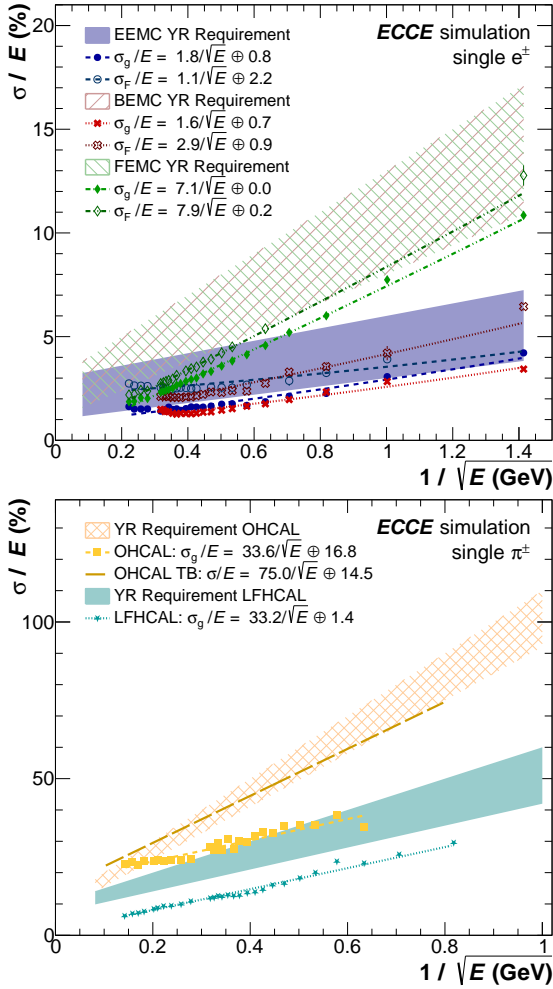 σ / E (%)
20
15
10
5
0
ECCE simulation
single e±
EEMC YR Requirement
σg/E = 1.8/√E ⊕ 0.8
σF/E = 1.1/√E ⊕ 2.2
BEMC YR Requirement
σg/E = 1.6/√E ⊕ 0.7
σF/E = 2.9/√E ⊕ 0.9
FEMC YR Requirement
σg/E = 7.1/√E ⊕ 0.0
σF/E = 7.9/√E ⊕ 0.2
0 0.2 0.4 0.6 0.8 1.0 1.2 1.4
1 / √E (GeV)
σ / E (%)
100
50
0
ECCE simulation
single π±
YR Requirement OHCAL
OHCAL: σg/E = 33.6/√E ⊕ 16.8
OHCAL TB: σ/E = 75.0/√E ⊕ 14.5
YR Requirement LFHCAL
LFHCAL: σg/E = 33.2/√E ⊕ 1.4
0 0.2 0.4 0.6 0.8 1
1 / √E (GeV)